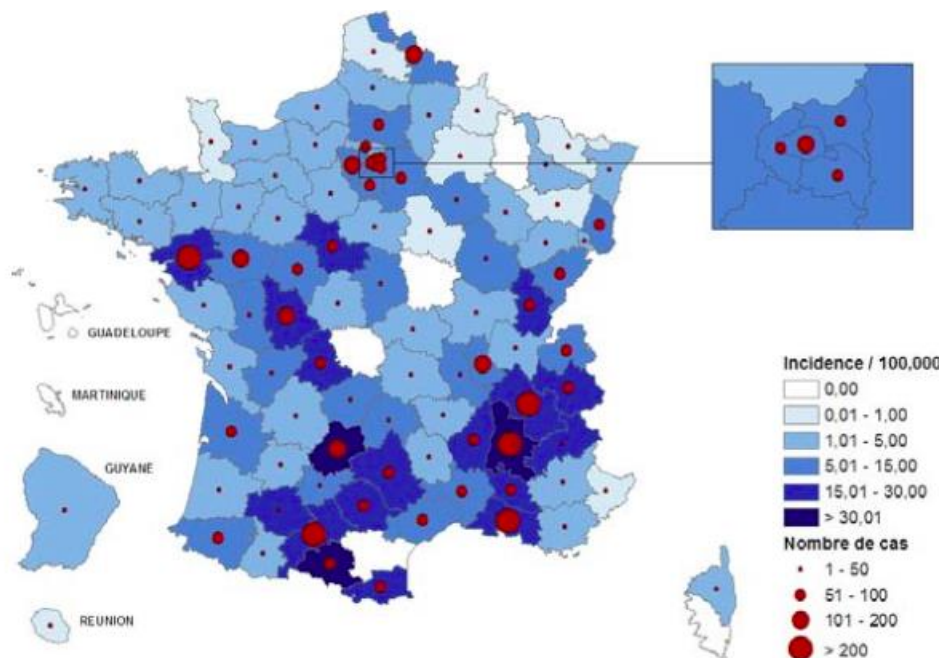 GUADELOUPE
MARTINIQUE
GUYANE
REUNION
Incidence / 100,000
0,00
0,01 - 1,00
1,01 - 5,00
5,01 - 15,00
15,01 - 30,00
> 30,01
Nombre de cas
1 - 50
51 - 100
101 - 200
> 200